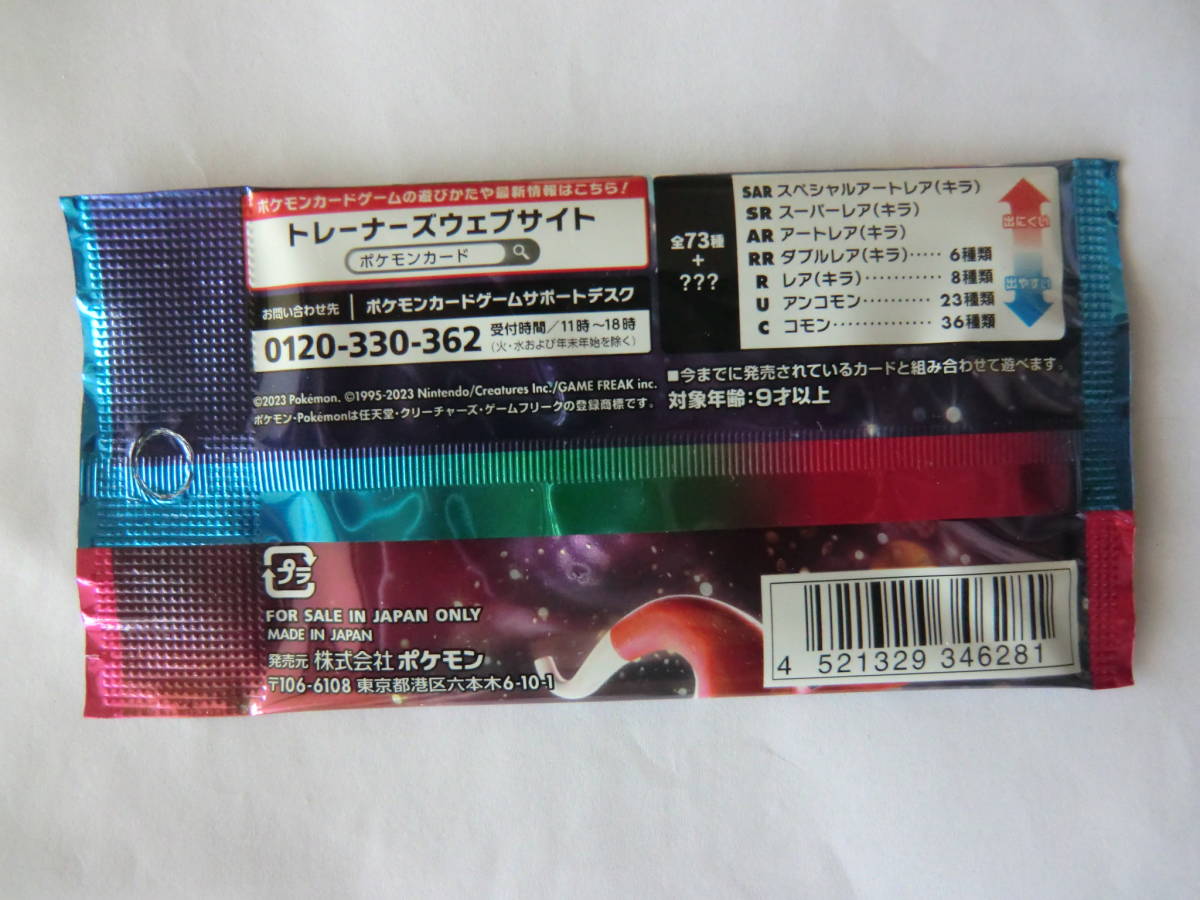 ポケモンカードゲームの遊びかたや最新情報はこちら!
トレーナーズウェブサイト
ポケモンカード
お問い合わせ先 ポケモンカードゲームサポートデスク
0120-330-362 受付時間/11時~18時
(火・水および年末年始を除く)
©2023 Pokémon. ©1995-2023 Nintendo/Creatures Inc./GAME FREAK inc.
ポケモン・Pokémonは任天堂・クリーチャーズ・ゲームフリークの登録商標です。
全73種
+
???
SAR スペシャルアートレア(キラ)
SR スーパーレア(キラ)
AR アートレア(キラ)
RR ダブルレア(キラ)‥‥‥ 6種類
R レア(キラ)‥‥‥‥‥‥ 8種類
U アンコモン‥‥‥‥‥ 23種類
C コモン‥‥‥‥‥‥‥ 36種類
出にくい
出やすい
■今までに発売されているカードと組み合わせて遊べます。
対象年齢:9才以上
プラ
FOR SALE IN JAPAN ONLY
MADE IN JAPAN
発売元 株式会社 ポケモン
〒106-6108 東京都港区六本木6-10-1
4 521329 346281